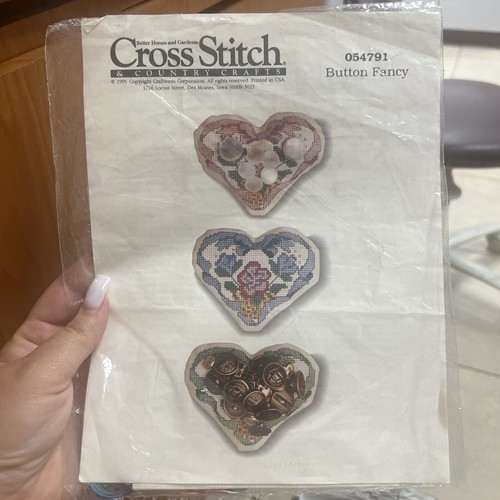 Better Homes and Gardens
Cross Stitch®
& COUNTRY CRAFTS
© 1995 Copyright Craftways Corporation. All rights reserved. Printed in USA.
1716 Locust Street, Des Moines, Iowa 50309-3023
054791
Button Fancy